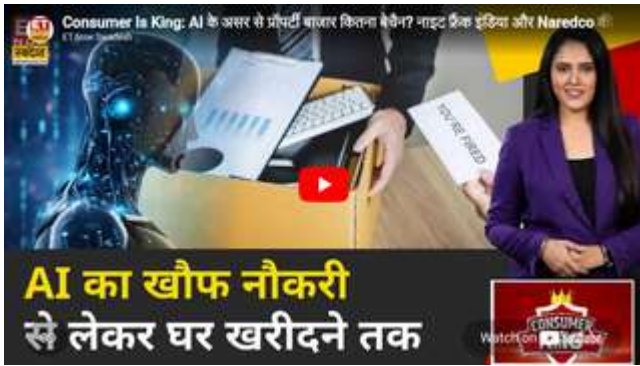 Consumer Is King: AI के असर से प्रॉपर्टी बाजार कितना बेचैन? नाइट फ्रैंक इंडिया और Naredco की
ET Now Swadesh
YOU'RE FIRED
AI का खौफ नौकरी
से लेकर घर खरीदने तक
Watch on YouTube
CONSUMER
KING